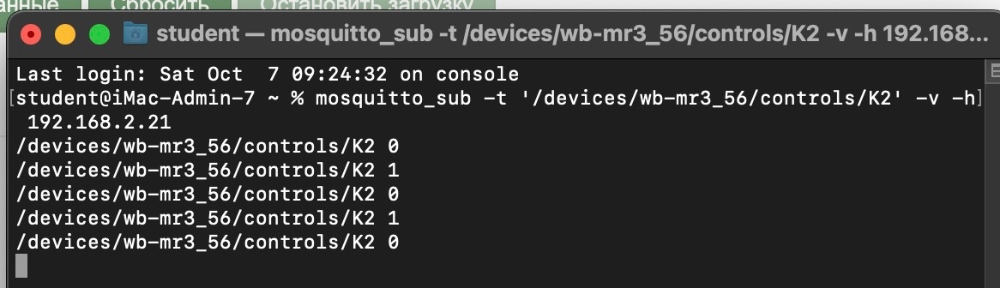 Сбросить
Остановить загрузку
student — mosquitto_sub -t /devices/wb-mr3_56/controls/K2 -v -h 192.168...
Last login: Sat Oct  7 09:24:32 on console
[student@iMac-Admin-7 ~ % mosquitto_sub -t '/devices/wb-mr3_56/controls/K2' -v -h]
 192.168.2.21
/devices/wb-mr3_56/controls/K2 0
/devices/wb-mr3_56/controls/K2 1
/devices/wb-mr3_56/controls/K2 0
/devices/wb-mr3_56/controls/K2 1
/devices/wb-mr3_56/controls/K2 0